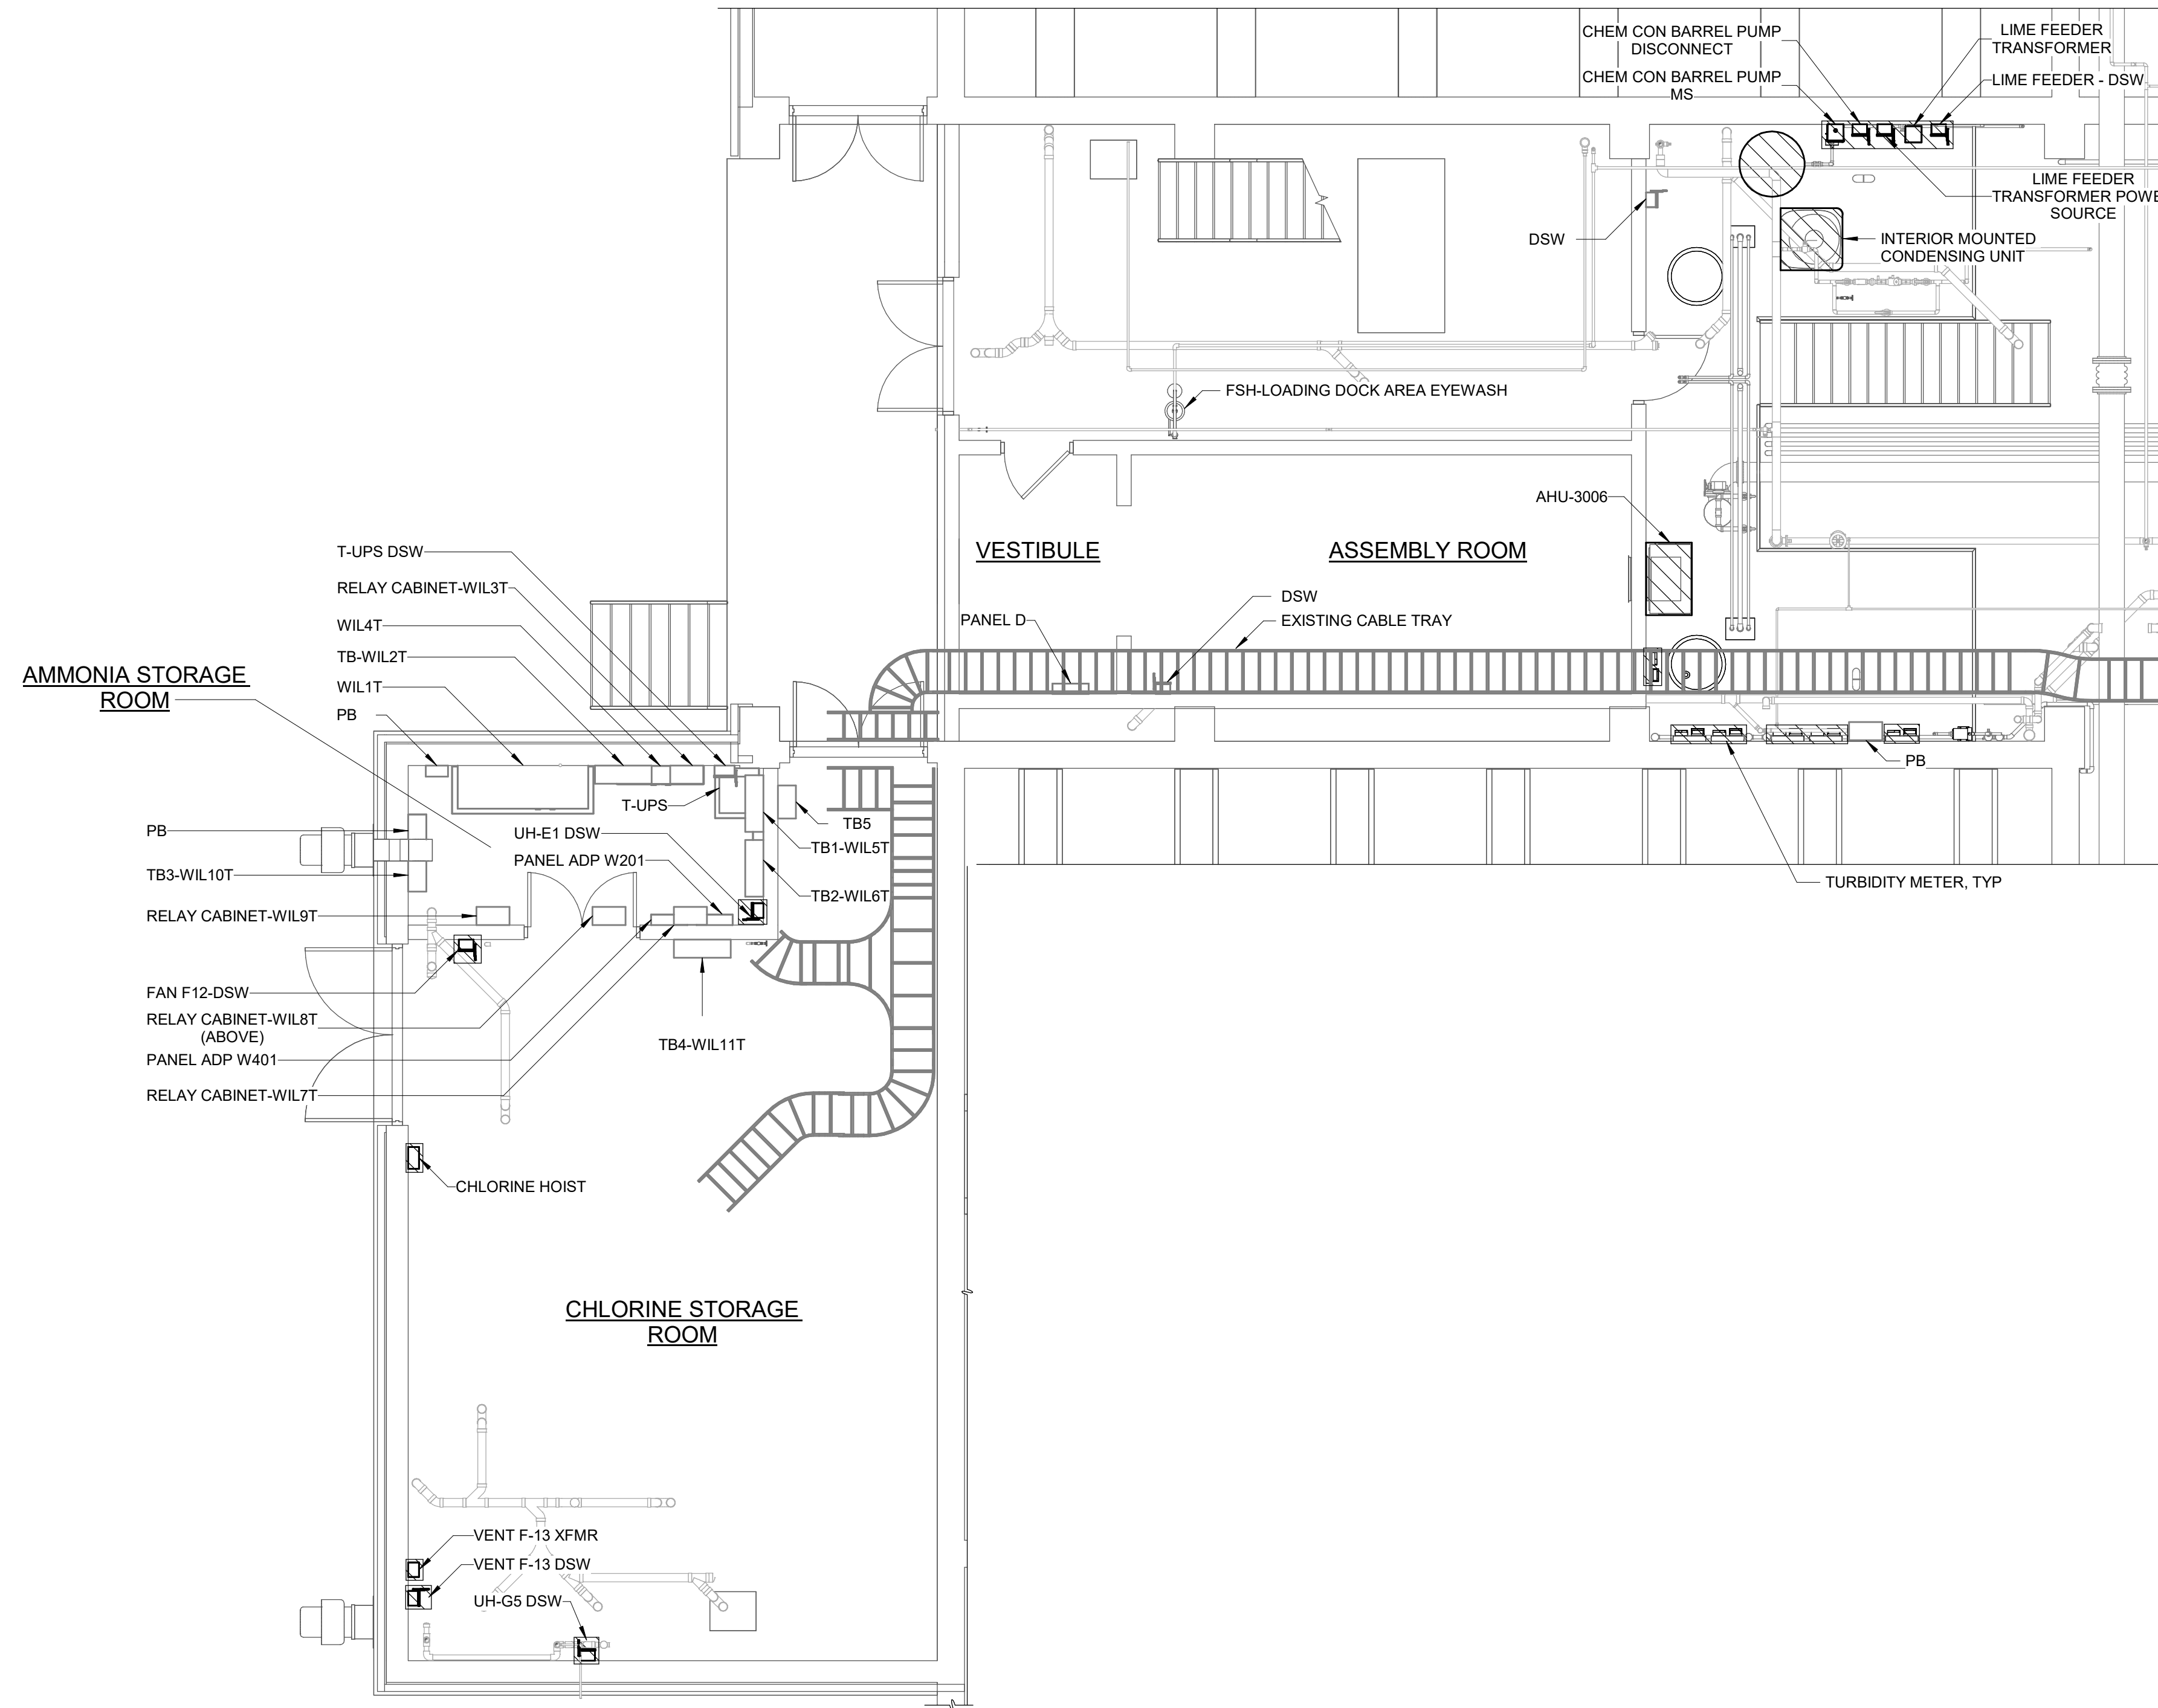 CHEM CON BARREL PUMP
DISCONNECT
CHEM CON BARREL PUMP
MS
LIME FEEDER
TRANSFORMER
LIME FEEDER - DSW
LIME FEEDER
TRANSFORMER POWE
SOURCE
DSW
INTERIOR MOUNTED
CONDENSING UNIT
FSH-LOADING DOCK AREA EYEWASH
AHU-3006
VESTIBULE
ASSEMBLY ROOM
T-UPS DSW
RELAY CABINET-WIL3T
WIL4T
TB-WIL2T
WIL1T
PB
DSW
EXISTING CABLE TRAY
PANEL D
AMMONIA STORAGE
ROOM
PB
T-UPS
TB5
UH-E1 DSW
TB1-WIL5T
PANEL ADP W201
TB2-WIL6T
PB
TB3-WIL10T
RELAY CABINET-WIL9T
TURBIDITY METER, TYP
FAN F12-DSW
RELAY CABINET-WIL8T
(ABOVE)
PANEL ADP W401
RELAY CABINET-WIL7T
TB4-WIL11T
CHLORINE HOIST
CHLORINE STORAGE
ROOM
VENT F-13 XFMR
VENT F-13 DSW
UH-G5 DSW